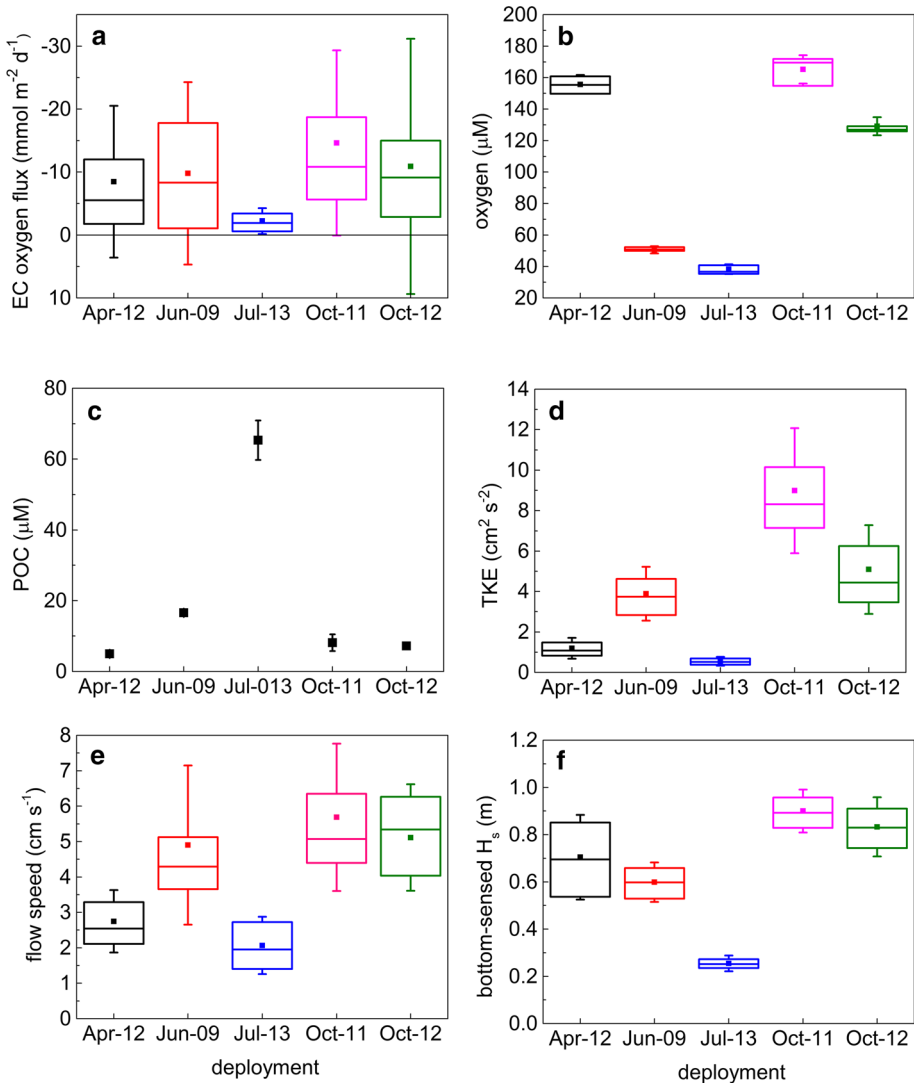 a
EC oxygen flux (mmol m⁻² d⁻¹)
-30
-20
-10
0
10
Apr-12 Jun-09 Jul-13 Oct-11 Oct-12
b
oxygen (μM)
200
180
160
140
120
100
80
60
40
20
Apr-12 Jun-09 Jul-13 Oct-11 Oct-12
c
POC (μM)
80
60
40
20
0
Apr-12 Jun-09 Jul-013 Oct-11 Oct-12
d
TKE (cm² s⁻²)
14
12
10
8
6
4
2
0
Apr-12 Jun-09 Jul-13 Oct-11 Oct-12
e
flow speed (cm s⁻¹)
8
7
6
5
4
3
2
1
0
Apr-12 Jun-09 Jul-13 Oct-11 Oct-12
deployment
f
bottom-sensed Hₛ (m)
1.2
1.0
0.8
0.6
0.4
0.2
0.0
Apr-12 Jun-09 Jul-13 Oct-11 Oct-12
deployment